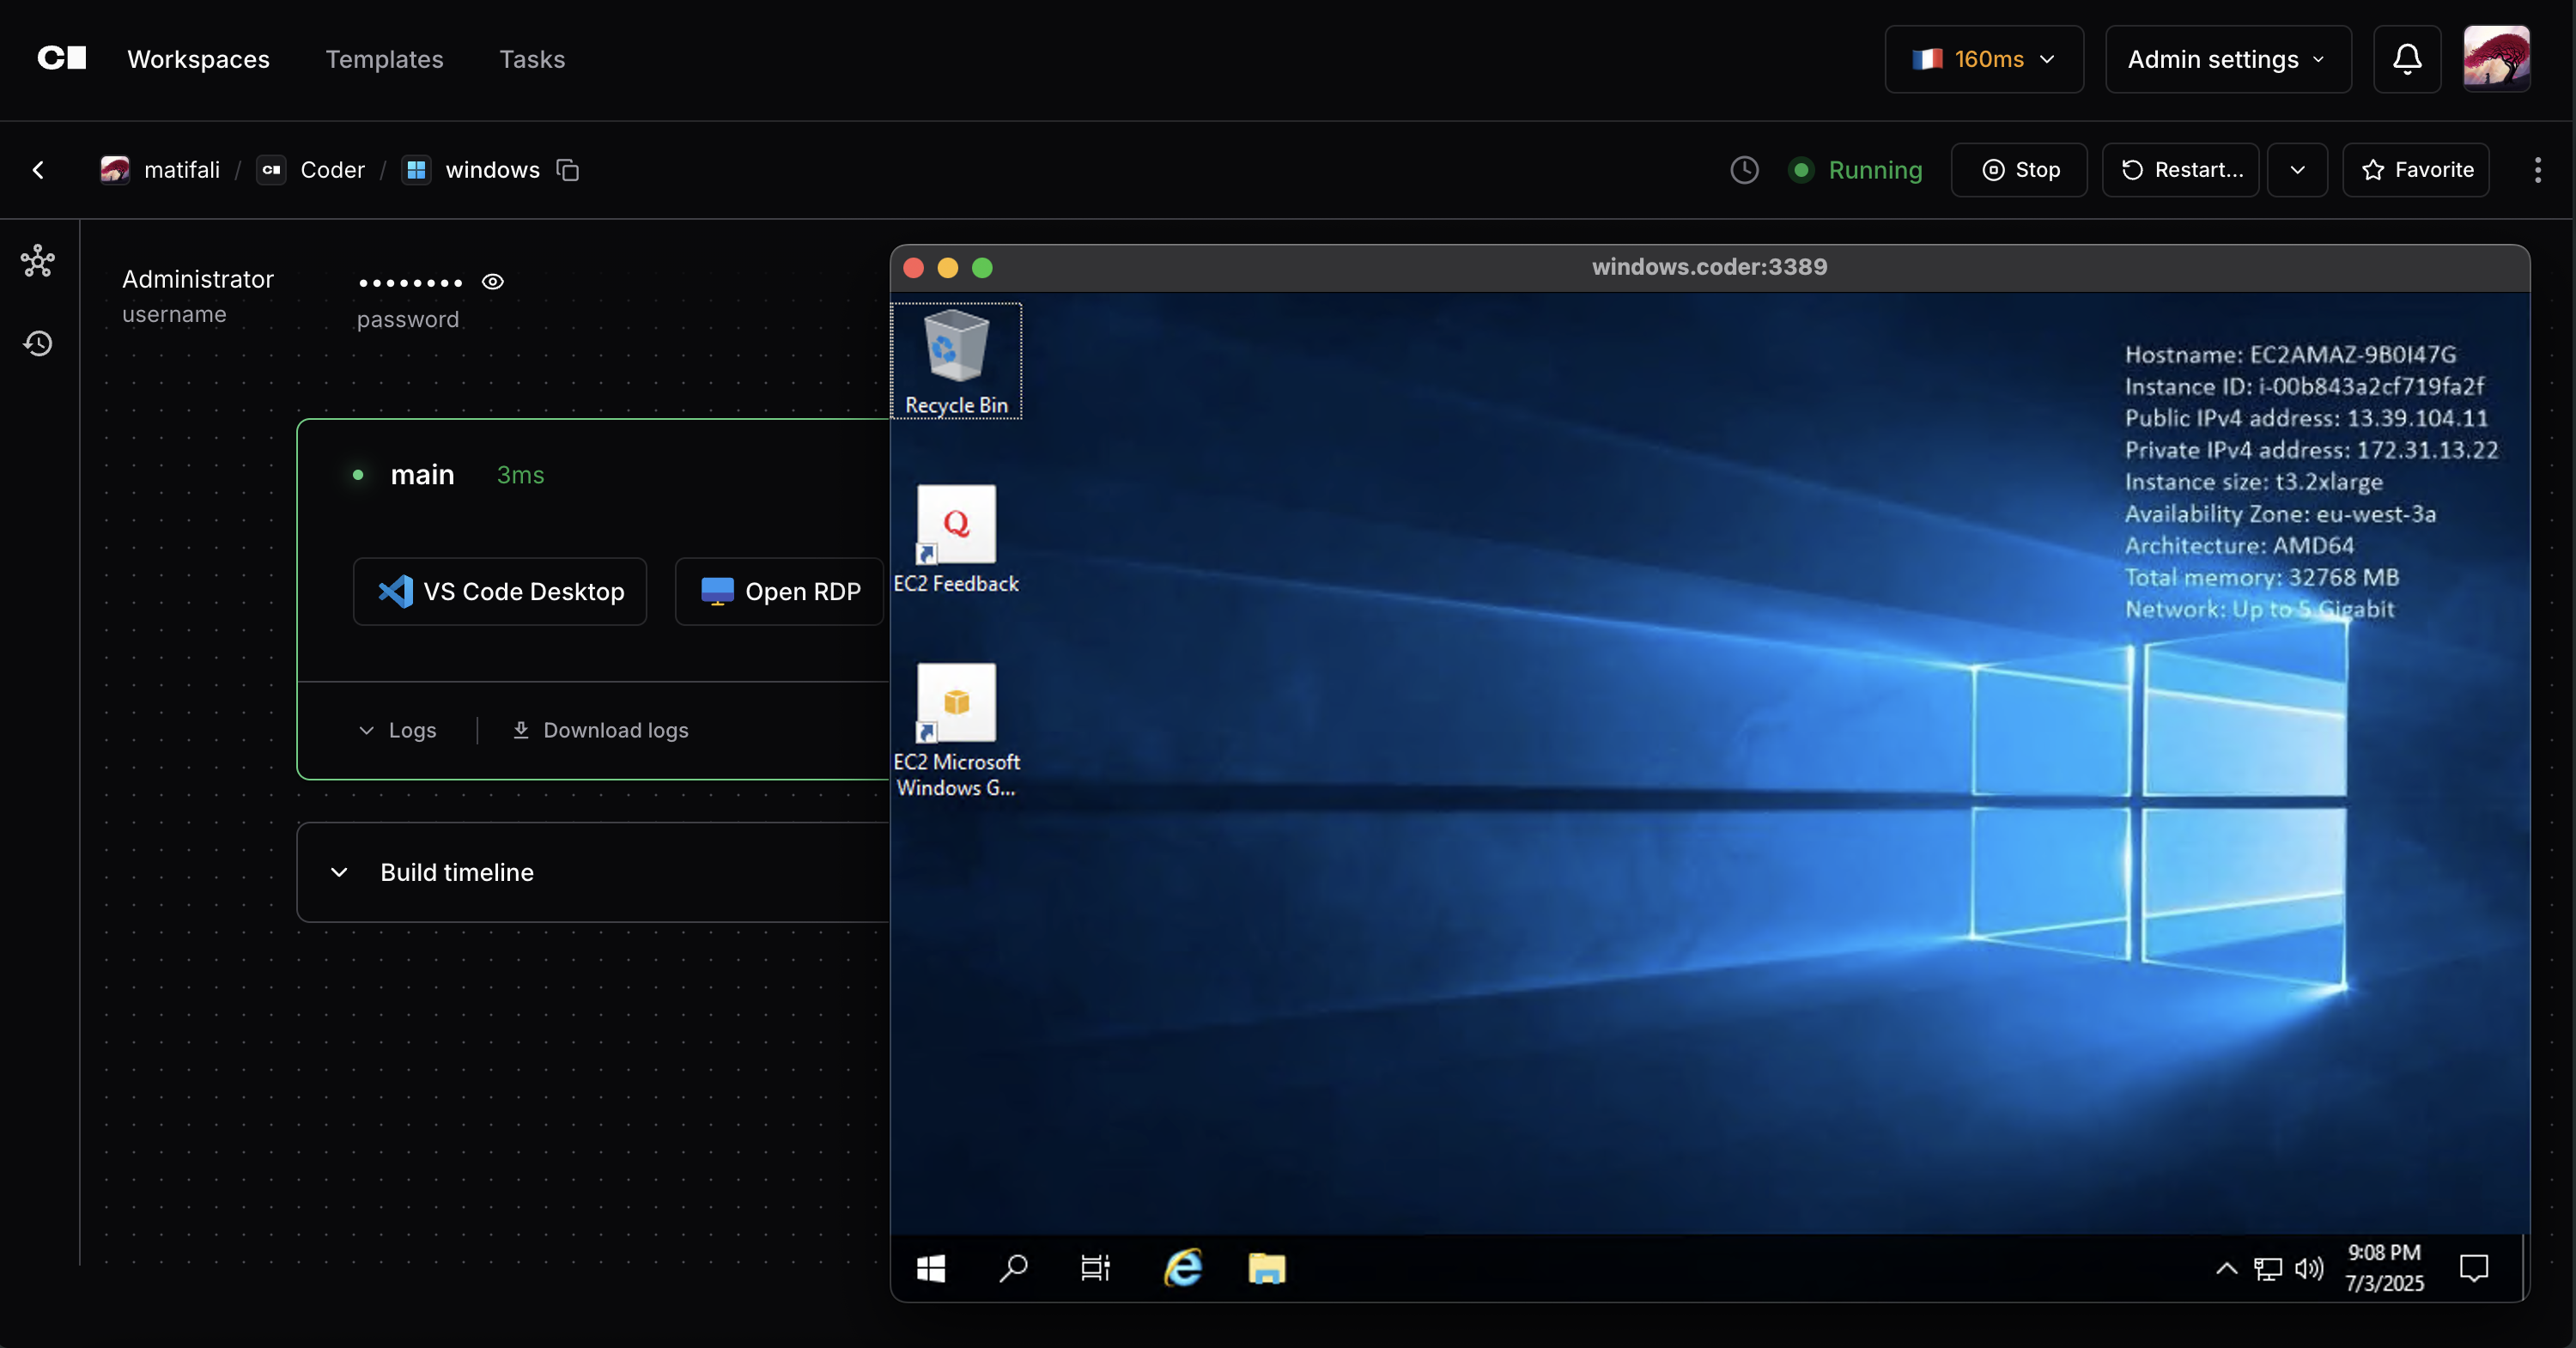 Workspaces Templates Tasks 160ms Admin settings
matifali / Coder / windows Running Stop Restart... Favorite
Administrator
username
••••••••
password
main 3ms
VS Code Desktop Open RDP
Logs Download logs
Build timeline
windows.coder:3389
Recycle Bin
EC2 Feedback
EC2 Microsoft
Windows G...
Hostname: EC2AMAZ-9B0I47G
Instance ID: i-00b843a2cf719fa2f
Public IPv4 address: 13.39.104.11
Private IPv4 address: 172.31.13.22
Instance size: t3.2xlarge
Availability Zone: eu-west-3a
Architecture: AMD64
Total memory: 32768 MB
Network: Up to 5 Gigabit
9:08 PM
7/3/2025